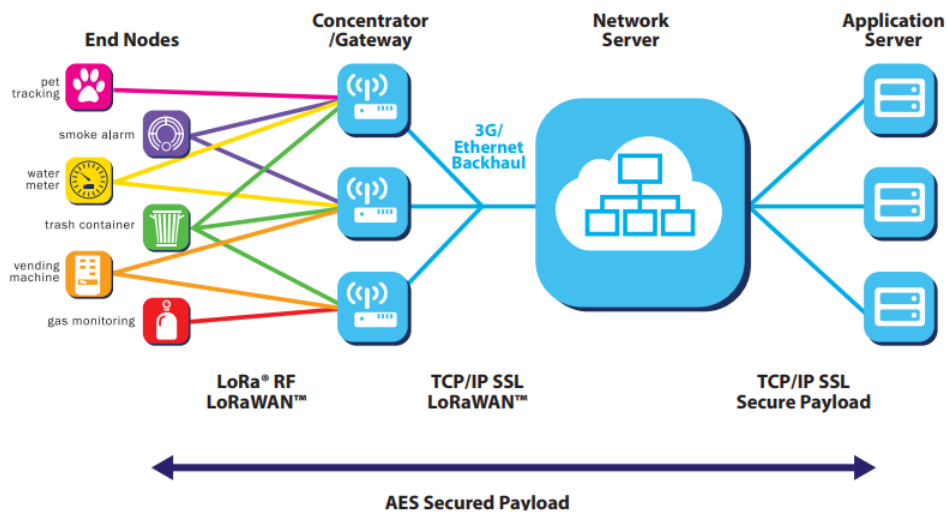 End Nodes
Concentrator
/Gateway
Network
Server
Application
Server
pet
tracking
smoke alarm
water
meter
trash container
vending
machine
gas monitoring
3G/
Ethernet
Backhaul
LoRa® RF
LoRaWAN™
TCP/IP SSL
LoRaWAN™
TCP/IP SSL
Secure Payload
AES Secured Payload